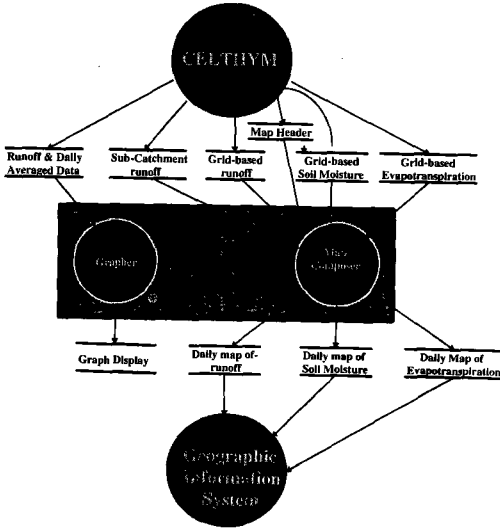 CELTHYM
Map Header
Runoff & Daily
Averaged Data
Sub-Catchment
runoff
Grid-based
runoff
Grid-based
Soil Moisture
Grid-based
Evapotranspiration
Grapher
Composer
Graph Display
Daily map of-
runoff
Daily map of
Soil Moisture
Daily Map of
Evapotranspiration
Geographic
Information
System